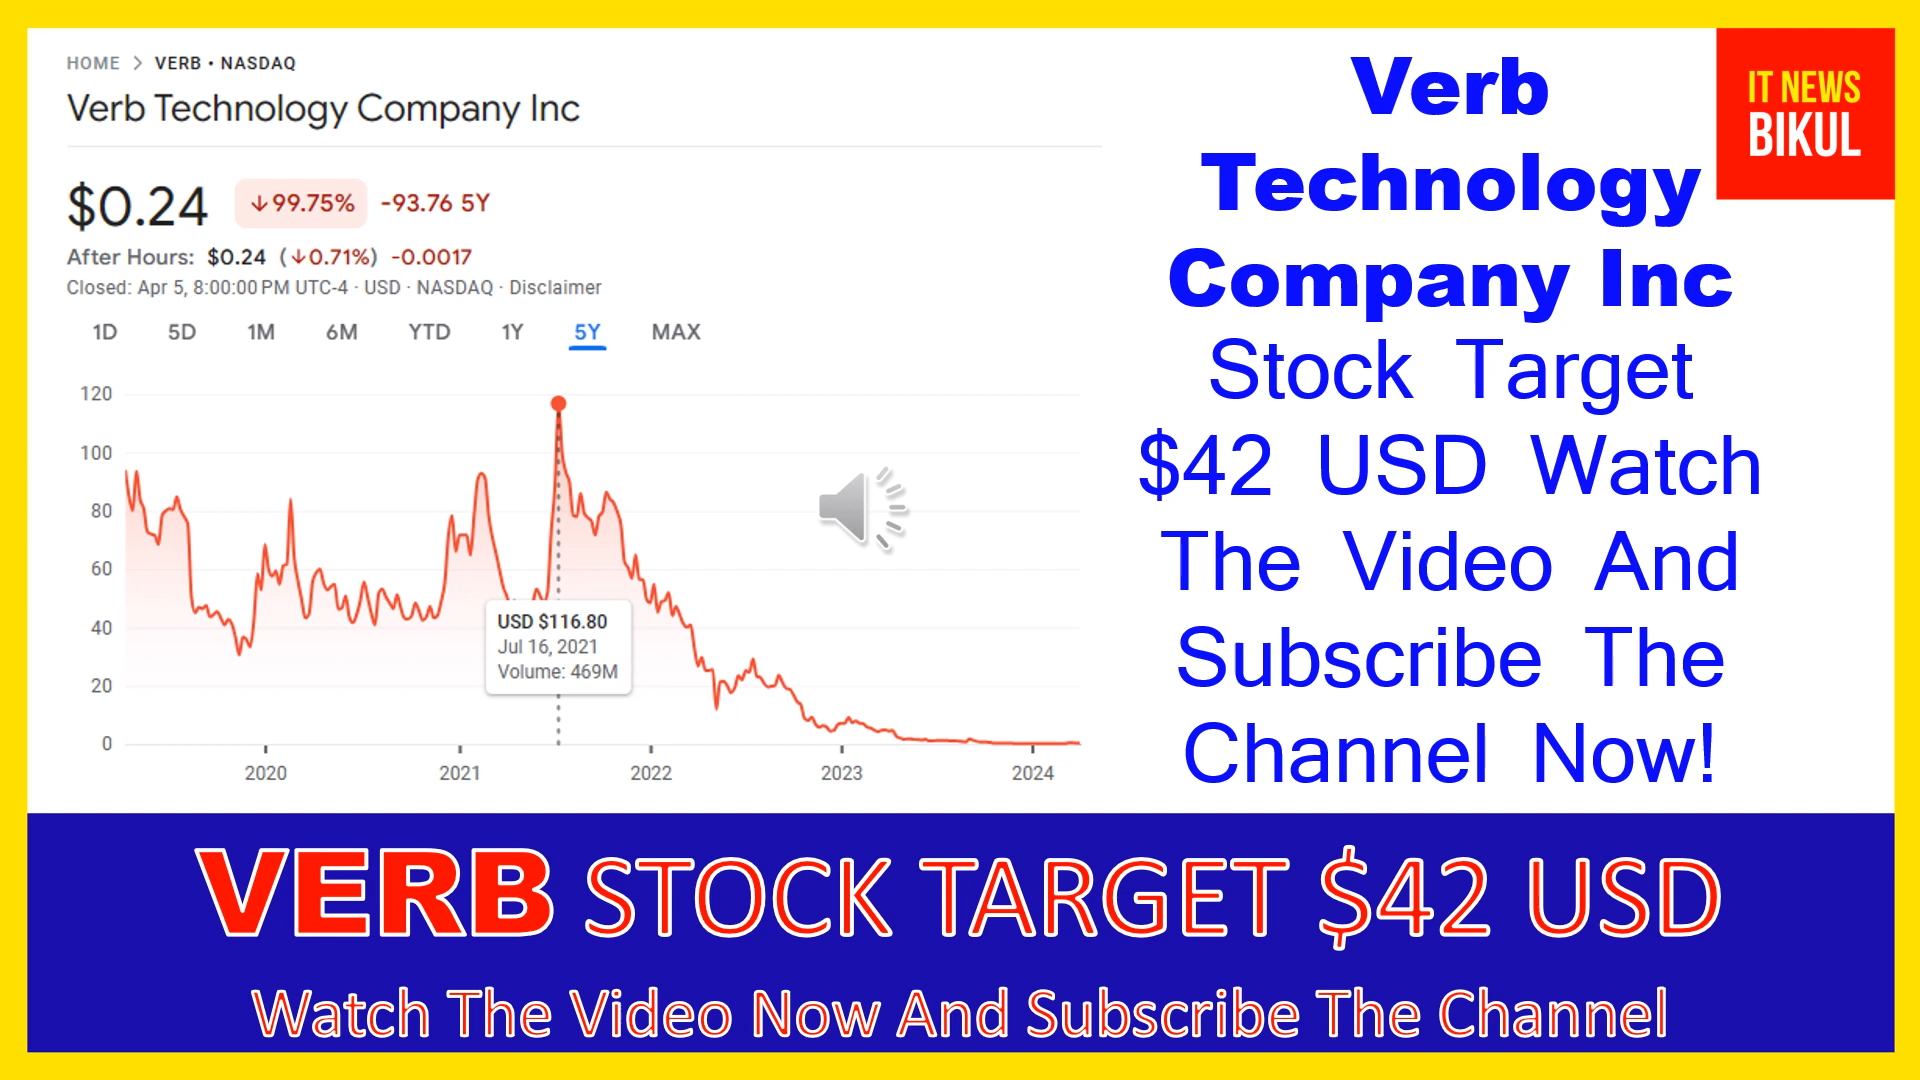 HOME > VERB • NASDAQ
Verb Technology Company Inc
$0.24 ↓99.75% -93.76 5Y
After Hours: $0.24 (↓0.71%) -0.0017
Closed: Apr 5, 8:00:00 PM UTC-4 · USD · NASDAQ · Disclaimer
1D 5D 1M 6M YTD 1Y 5Y MAX
120
100
80
60
40
20
0
USD $116.80
Jul 16, 2021
Volume: 469M
2020 2021 2022 2023 2024
Verb
Technology
Company Inc
Stock Target
$42 USD Watch
The Video And
Subscribe The
Channel Now!
IT NEWS
BIKUL
VERB STOCK TARGET $42 USD
Watch The Video Now And Subscribe The Channel